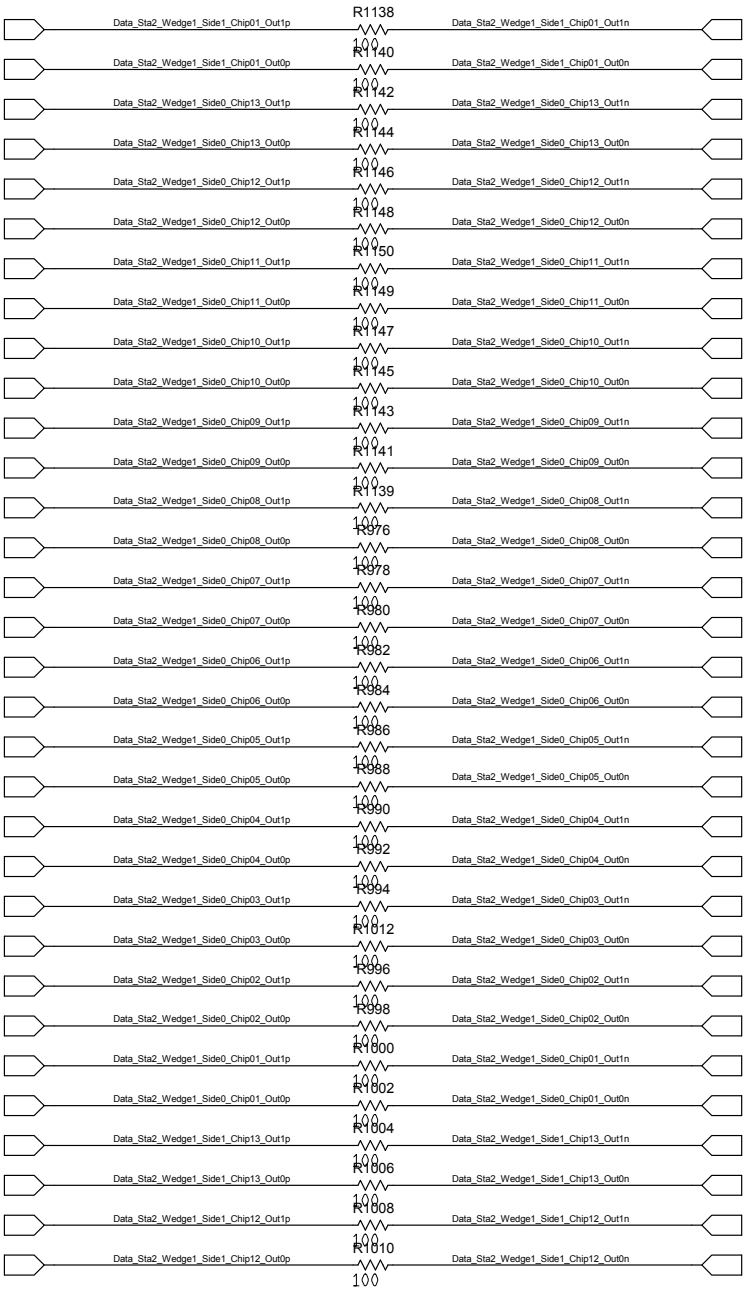 R1138
Data_Sta2_Wedge1_Side1_Chip01_Out1p Data_Sta2_Wedge1_Side1_Chip01_Out1n
100
R1140
Data_Sta2_Wedge1_Side1_Chip01_Out0p Data_Sta2_Wedge1_Side1_Chip01_Out0n
100
R1142
Data_Sta2_Wedge1_Side0_Chip13_Out1p Data_Sta2_Wedge1_Side0_Chip13_Out1n
100
R1144
Data_Sta2_Wedge1_Side0_Chip13_Out0p Data_Sta2_Wedge1_Side0_Chip13_Out0n
100
R1146
Data_Sta2_Wedge1_Side0_Chip12_Out1p Data_Sta2_Wedge1_Side0_Chip12_Out1n
100
R1148
Data_Sta2_Wedge1_Side0_Chip12_Out0p Data_Sta2_Wedge1_Side0_Chip12_Out0n
100
R1150
Data_Sta2_Wedge1_Side0_Chip11_Out1p Data_Sta2_Wedge1_Side0_Chip11_Out1n
100
R1149
Data_Sta2_Wedge1_Side0_Chip11_Out0p Data_Sta2_Wedge1_Side0_Chip11_Out0n
100
R1147
Data_Sta2_Wedge1_Side0_Chip10_Out1p Data_Sta2_Wedge1_Side0_Chip10_Out1n
100
R1145
Data_Sta2_Wedge1_Side0_Chip10_Out0p Data_Sta2_Wedge1_Side0_Chip10_Out0n
100
R1143
Data_Sta2_Wedge1_Side0_Chip09_Out1p Data_Sta2_Wedge1_Side0_Chip09_Out1n
100
R1141
Data_Sta2_Wedge1_Side0_Chip09_Out0p Data_Sta2_Wedge1_Side0_Chip09_Out0n
100
R1139
Data_Sta2_Wedge1_Side0_Chip08_Out1p Data_Sta2_Wedge1_Side0_Chip08_Out1n
100
R976
Data_Sta2_Wedge1_Side0_Chip08_Out0p Data_Sta2_Wedge1_Side0_Chip08_Out0n
100
R978
Data_Sta2_Wedge1_Side0_Chip07_Out1p Data_Sta2_Wedge1_Side0_Chip07_Out1n
100
R980
Data_Sta2_Wedge1_Side0_Chip07_Out0p Data_Sta2_Wedge1_Side0_Chip07_Out0n
100
R982
Data_Sta2_Wedge1_Side0_Chip06_Out1p Data_Sta2_Wedge1_Side0_Chip06_Out1n
100
R984
Data_Sta2_Wedge1_Side0_Chip06_Out0p Data_Sta2_Wedge1_Side0_Chip06_Out0n
100
R986
Data_Sta2_Wedge1_Side0_Chip05_Out1p Data_Sta2_Wedge1_Side0_Chip05_Out1n
100
R988
Data_Sta2_Wedge1_Side0_Chip05_Out0p Data_Sta2_Wedge1_Side0_Chip05_Out0n
100
R990
Data_Sta2_Wedge1_Side0_Chip04_Out1p Data_Sta2_Wedge1_Side0_Chip04_Out1n
100
R992
Data_Sta2_Wedge1_Side0_Chip04_Out0p Data_Sta2_Wedge1_Side0_Chip04_Out0n
100
R994
Data_Sta2_Wedge1_Side0_Chip03_Out1p Data_Sta2_Wedge1_Side0_Chip03_Out1n
100
R1012
Data_Sta2_Wedge1_Side0_Chip03_Out0p Data_Sta2_Wedge1_Side0_Chip03_Out0n
100
R996
Data_Sta2_Wedge1_Side0_Chip02_Out1p Data_Sta2_Wedge1_Side0_Chip02_Out1n
100
R998
Data_Sta2_Wedge1_Side0_Chip02_Out0p Data_Sta2_Wedge1_Side0_Chip02_Out0n
100
R1000
Data_Sta2_Wedge1_Side0_Chip01_Out1p Data_Sta2_Wedge1_Side0_Chip01_Out1n
100
R1002
Data_Sta2_Wedge1_Side0_Chip01_Out0p Data_Sta2_Wedge1_Side0_Chip01_Out0n
100
R1004
Data_Sta2_Wedge1_Side1_Chip13_Out1p Data_Sta2_Wedge1_Side1_Chip13_Out1n
100
R1006
Data_Sta2_Wedge1_Side1_Chip13_Out0p Data_Sta2_Wedge1_Side1_Chip13_Out0n
100
R1008
Data_Sta2_Wedge1_Side1_Chip12_Out1p Data_Sta2_Wedge1_Side1_Chip12_Out1n
100
R1010
Data_Sta2_Wedge1_Side1_Chip12_Out0p Data_Sta2_Wedge1_Side1_Chip12_Out0n
100